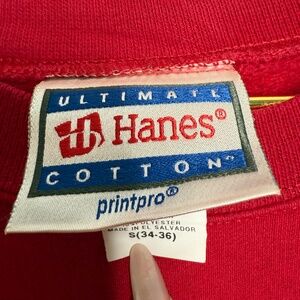 ULTIMATE
Hanes®
COTTON
printpro®
POLYESTER
MADE IN EL SALVADOR
S(34-36)